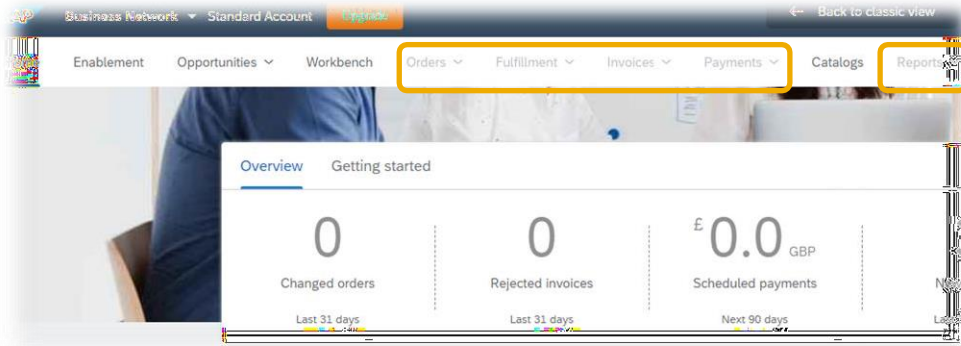 Business Network Standard Account Upgrade Back to classic view
Enablement Opportunities Workbench Orders Fulfillment Invoices Payments Catalogs Reports
Overview Getting started
0 0 £ 0.0 GBP
Changed orders Rejected invoices Scheduled payments
Last 31 days Last 31 days Next 90 days